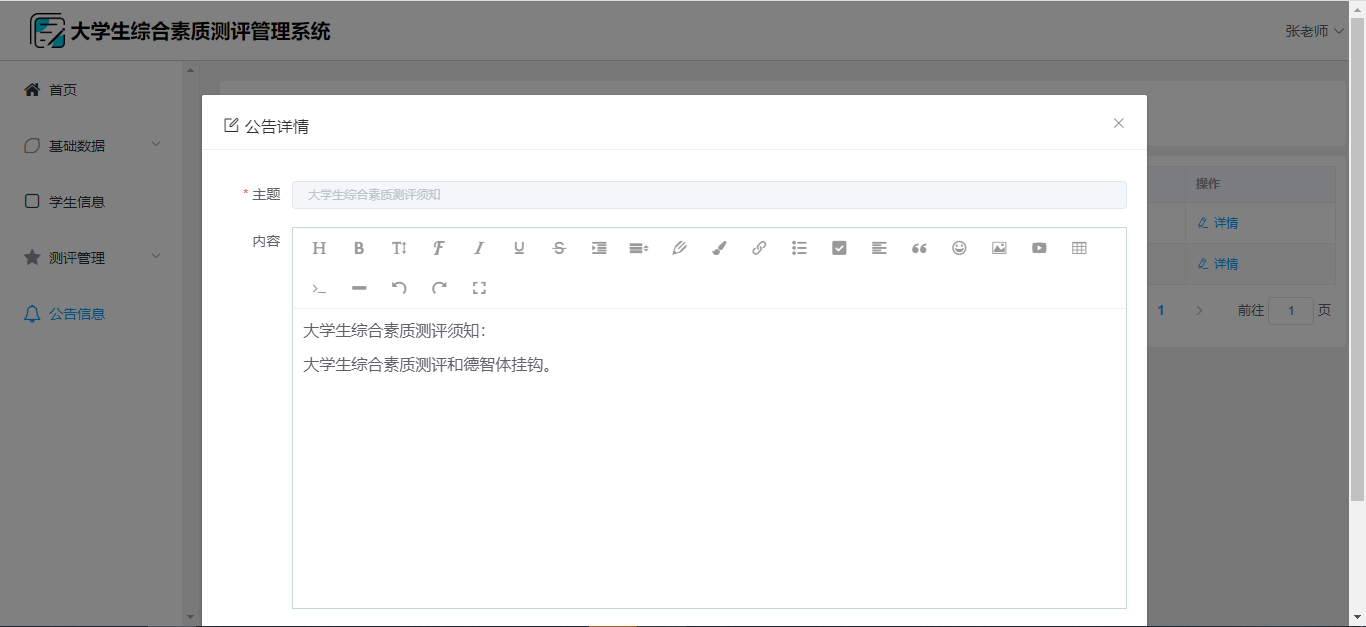 大学生综合素质测评管理系统
张老师
首页
基础数据
学生信息
测评管理
公告信息
公告详情
* 主题
大学生综合素质测评须知
内容
大学生综合素质测评须知：
大学生综合素质测评和德智体挂钩。
操作
详情
详情
1
前往 1 页